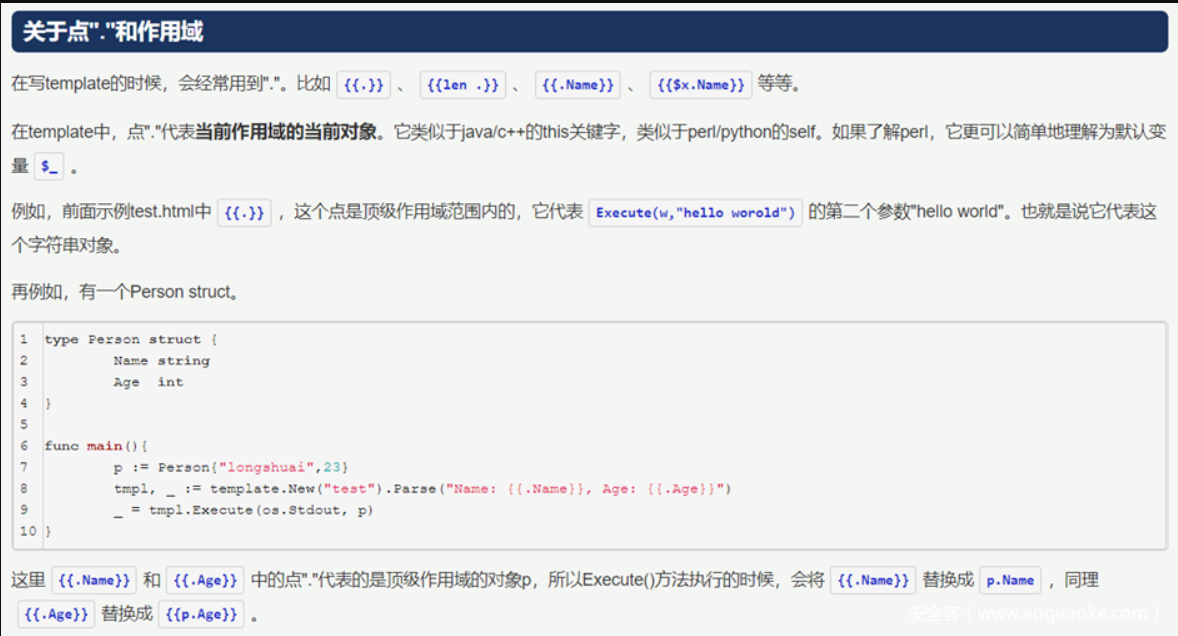 关于点"."和作用域
在写template的时候，会经常用到"."。比如 {{.}} 、 {{len .}} 、 {{.Name}} 、 {{$x.Name}} 等等。
在template中，点"."代表当前作用域的当前对象。它类似于java/c++的this关键字，类似于perl/python的self。如果了解perl，它更可以简单地理解为默认变
量 $_ 。
例如，前面示例test.html中 {{.}} ，这个点是顶级作用域范围内的，它代表 Execute(w,"hello worold") 的第二个参数"hello world"。也就是说它代表这
个字符串对象。
再例如，有一个Person struct。
1 type Person struct {
2 Name string
3 Age  int
4 }
5
6 func main(){
7 p := Person{"longshuai",23}
8 tmpl, _ := template.New("test").Parse("Name: {{.Name}}, Age: {{.Age}}")
9 _ = tmpl.Execute(os.Stdout, p)
10 }
这里 {{.Name}} 和 {{.Age}} 中的点"."代表的是顶级作用域的对象p，所以Execute()方法执行的时候，会将 {{.Name}} 替换成 p.Name ，同理
{{.Age}} 替换成 {{p.Age}} 。
安全客（www.anquanke.com）